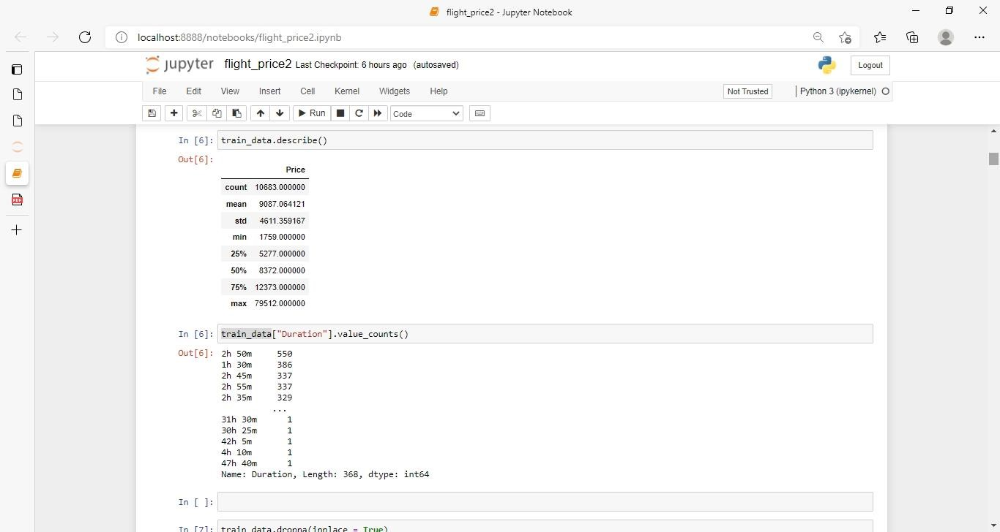 flight_price2 - Jupyter Notebook
localhost:8888/notebooks/flight_price2.ipynb
jupyter flight_price2 Last Checkpoint: 6 hours ago (autosaved)
Logout
File Edit View Insert Cell Kernel Widgets Help
Not Trusted
Python 3 (ipykernel)
Run
Code
PDF
In [6]: train_data.describe()
Out[6]:
Price
count 10683.000000
mean 9087.064121
std 4611.359167
min 1759.000000
25% 5277.000000
50% 8372.000000
75% 12373.000000
max 79512.000000
In [6]: train_data["Duration"].value_counts()
Out[6]: 2h 50m 550
1h 30m 386
2h 45m 337
2h 55m 337
2h 35m 329
...
31h 30m 1
30h 25m 1
42h 5m 1
4h 10m 1
47h 40m 1
Name: Duration, Length: 368, dtype: int64
In [ ]:
In [7]: train_data.dropna(inplace = True)